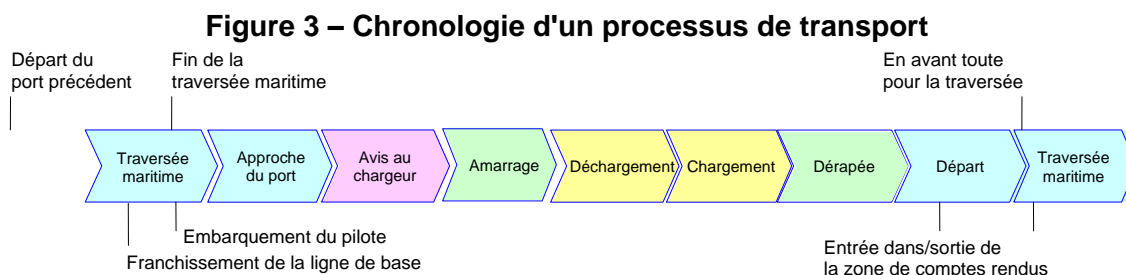 Figure 3 – Chronologie d'un processus de transport
Départ du
port précédent
Fin de la
traversée maritime
En avant toute
pour la traversée
Traversée
maritime
Approche
du port
Avis au
chargeur
Amarrage
Déchargement
Chargement
Dérapée
Départ
Traversée
maritime
Embarquement du pilote
Franchissement de la ligne de base
Entrée dans/sortie de
la zone de comptes rendus